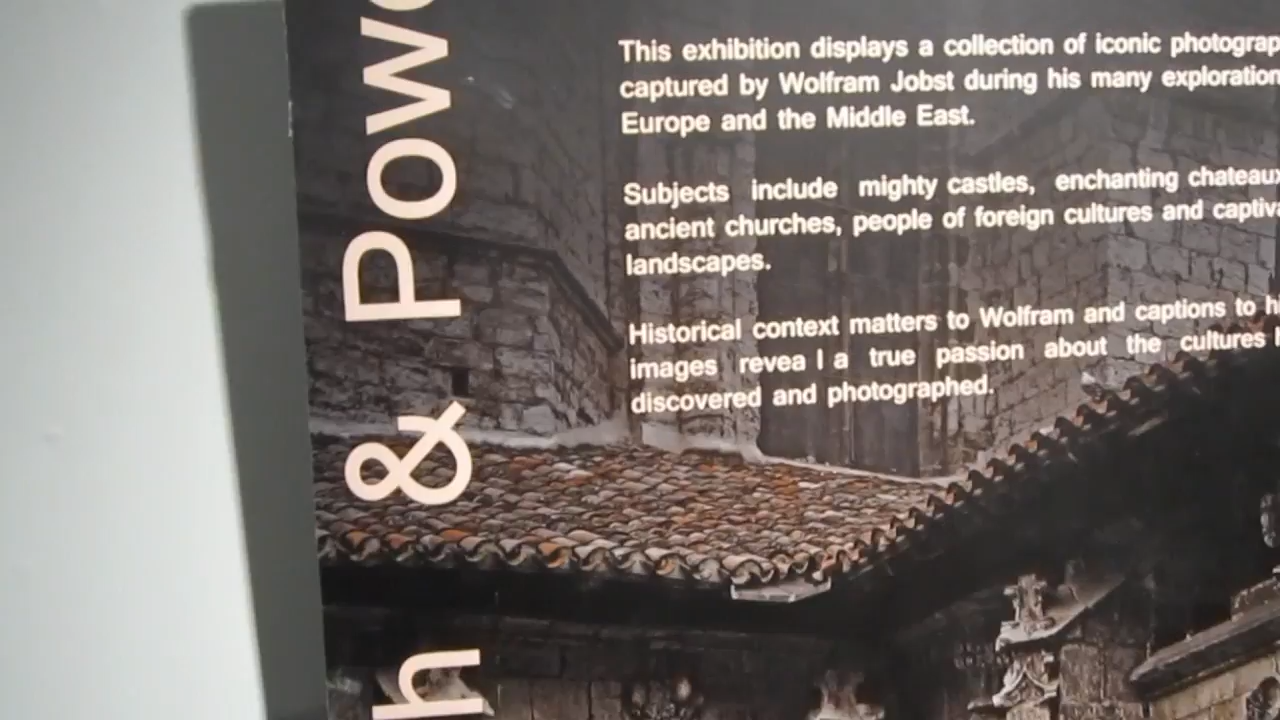 This exhibition displays a collection of iconic
captured by Wolfram Jobst during his many
Europe and the Middle East.
Subjects include mighty castles, enchanting
ancient churches, people of foreign cultures and
landscapes.
Historical context matters to Wolfram and captions to
images revea l a true passion about the cultures
discovered and photographed.
&